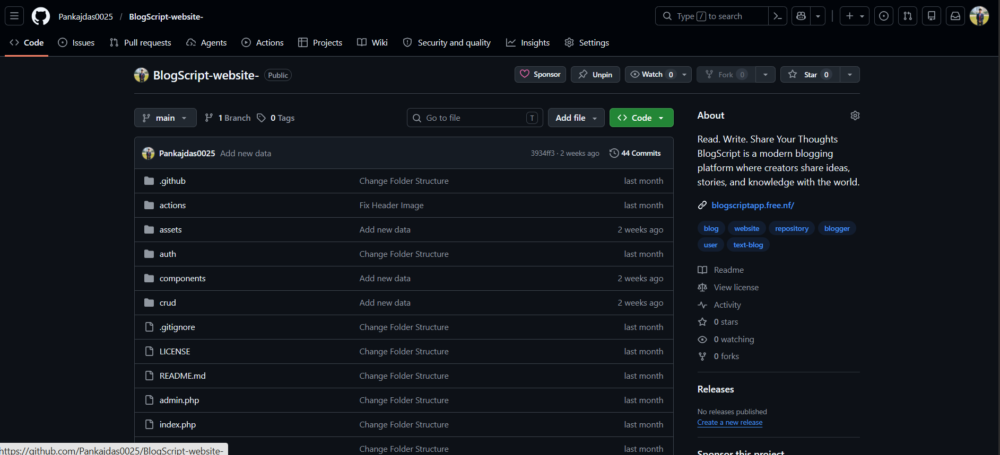 Pankajdas0025 / BlogScript-website-
Type / to search
Code Issues Pull requests Agents Actions Projects Wiki Security and quality Insights Settings
BlogScript-website- Public
Sponsor Unpin Watch 0 Fork 0 Star 0
main 1 Branch 0 Tags
Go to file T Add file Code
Pankajdas0025 Add new data 3934ff3 · 2 weeks ago 44 Commits
.github Change Folder Structure last month
actions Fix Header Image last month
assets Add new data 2 weeks ago
auth Change Folder Structure last month
components Add new data 2 weeks ago
crud Add new data 2 weeks ago
.gitignore Change Folder Structure last month
LICENSE Change Folder Structure last month
README.md Change Folder Structure last month
admin.php Change Folder Structure last month
index.php Change Folder Structure last month
Change Folder Structure last month
https://github.com/Pankajdas0025/BlogScript-website-
About
Read. Write. Share Your Thoughts
BlogScript is a modern blogging
platform where creators share ideas,
stories, and knowledge with the world.
blogscriptapp.free.nf/
blog website repository blogger
user text-blog
Readme
View license
Activity
0 stars
0 watching
0 forks
Releases
No releases published
Create a new release
Sponsor this project